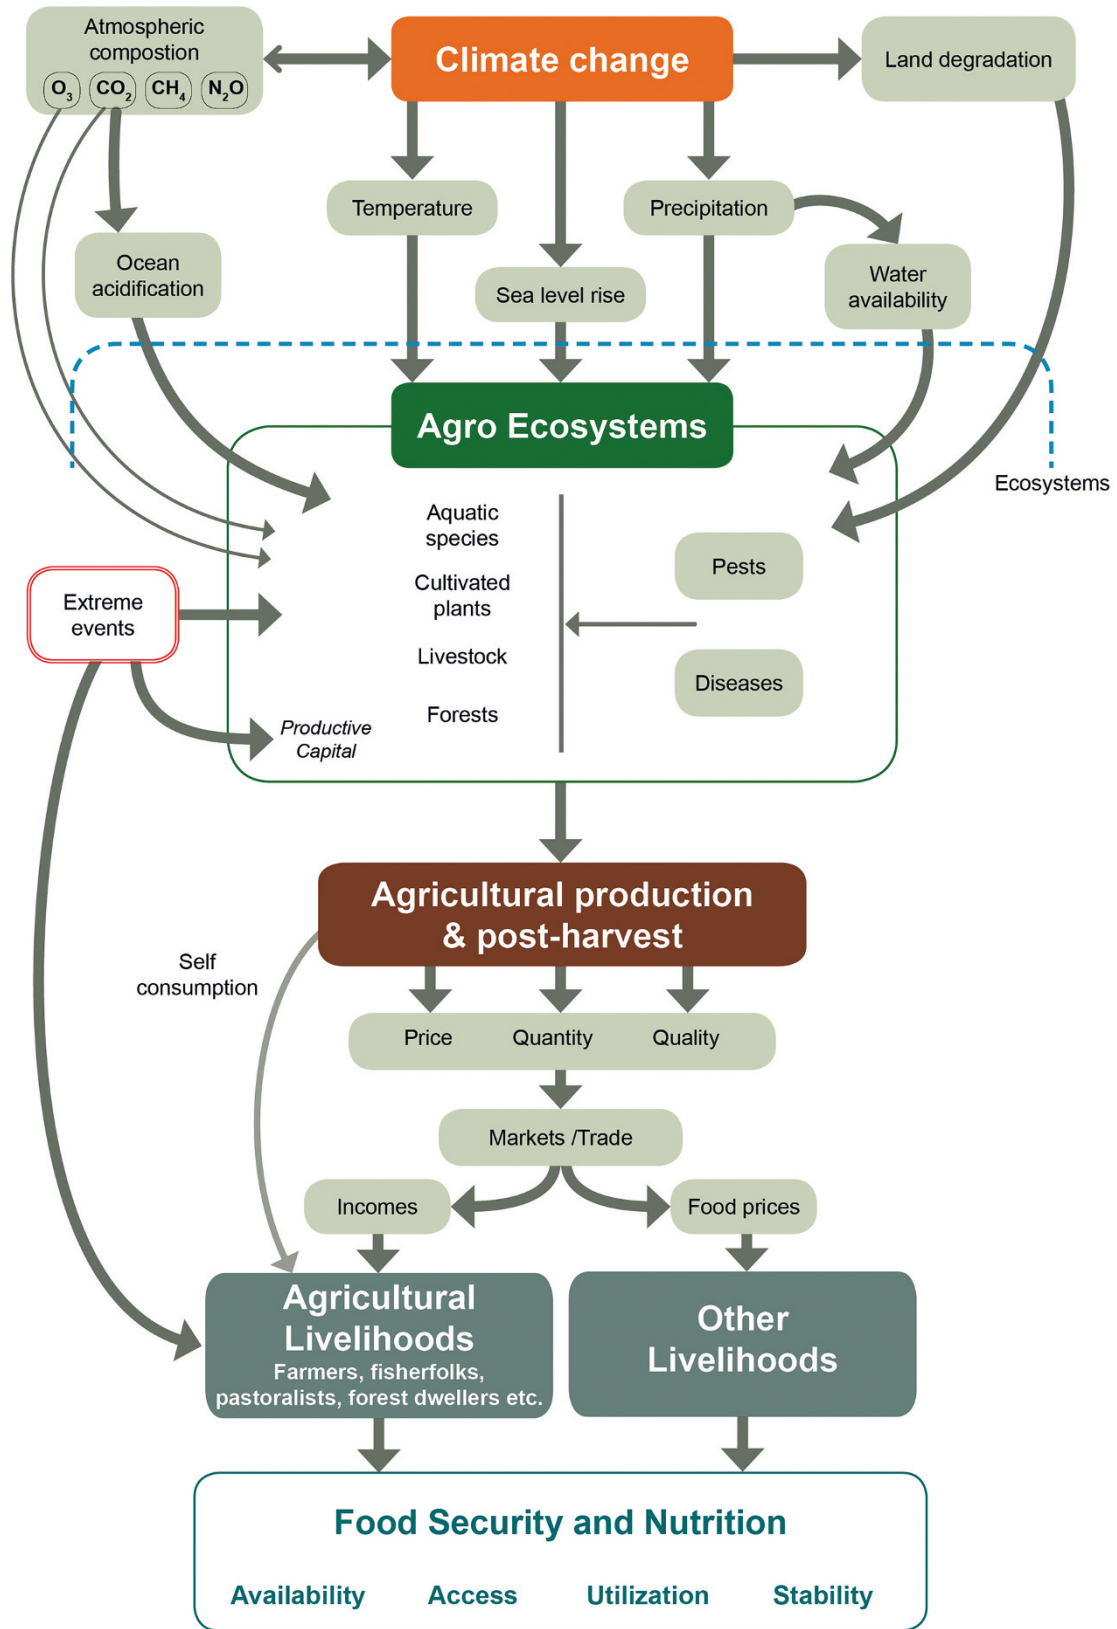 Atmospheric
compostion
O3 CO2 CH4 N2O
Climate change
Land degradation
Temperature
Precipitation
Ocean
acidification
Sea level rise
Water
availability
Agro Ecosystems
Ecosystems
Aquatic
species
Cultivated
plants
Livestock
Forests
Pests
Diseases
Extreme
events
Productive
Capital
Agricultural production
& post-harvest
Self
consumption
Price Quantity Quality
Markets /Trade
Incomes
Food prices
Agricultural
Livelihoods
Farmers, fisherfolks,
pastoralists, forest dwellers etc.
Other
Livelihoods
Food Security and Nutrition
Availability Access Utilization Stability